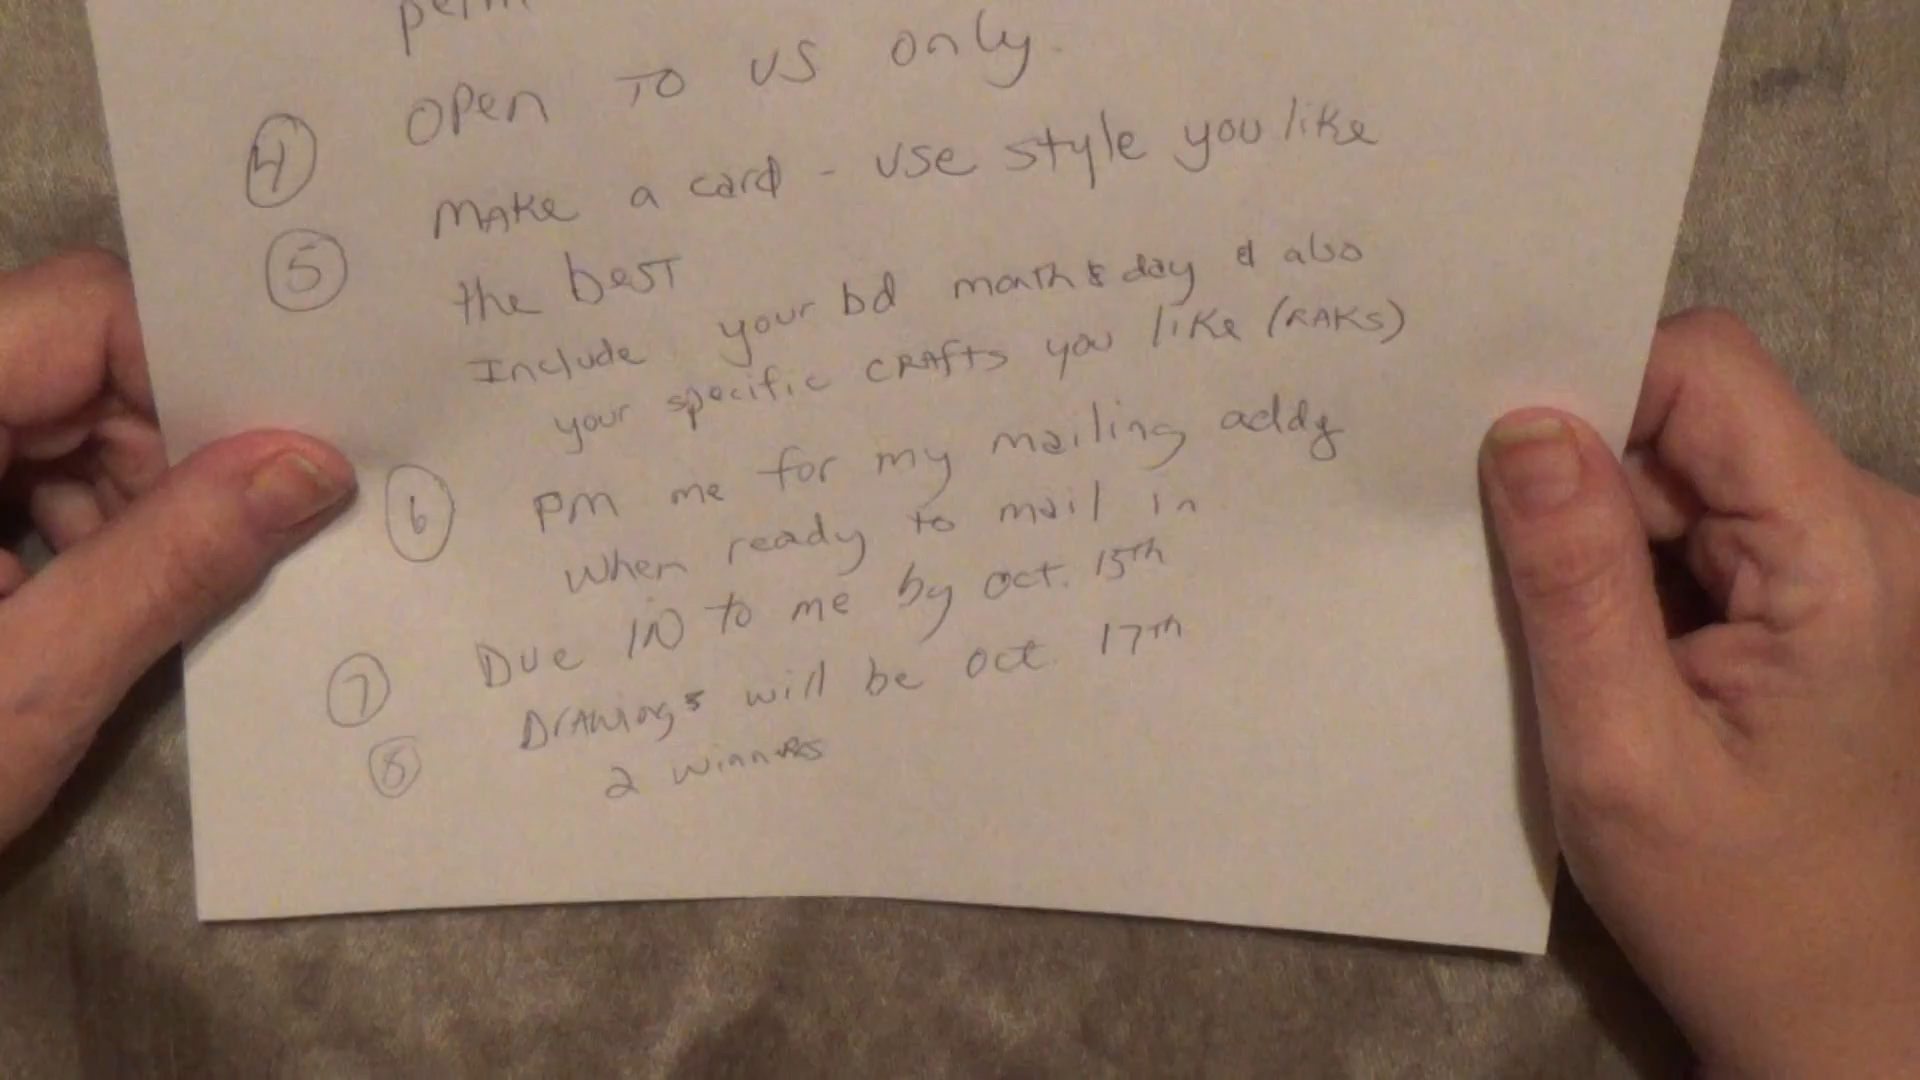 ④ OPEN TO US only.
⑤ MAKe a card - use style you like
the best
Include your bd month & day & also
your specific CRAfts you like (RAKS)
⑥ PM me for my mailing addy
when ready to mail in
⑦ Due IN to me by oct. 15th
⑧ DrAwings will be oct. 17th
2 winners